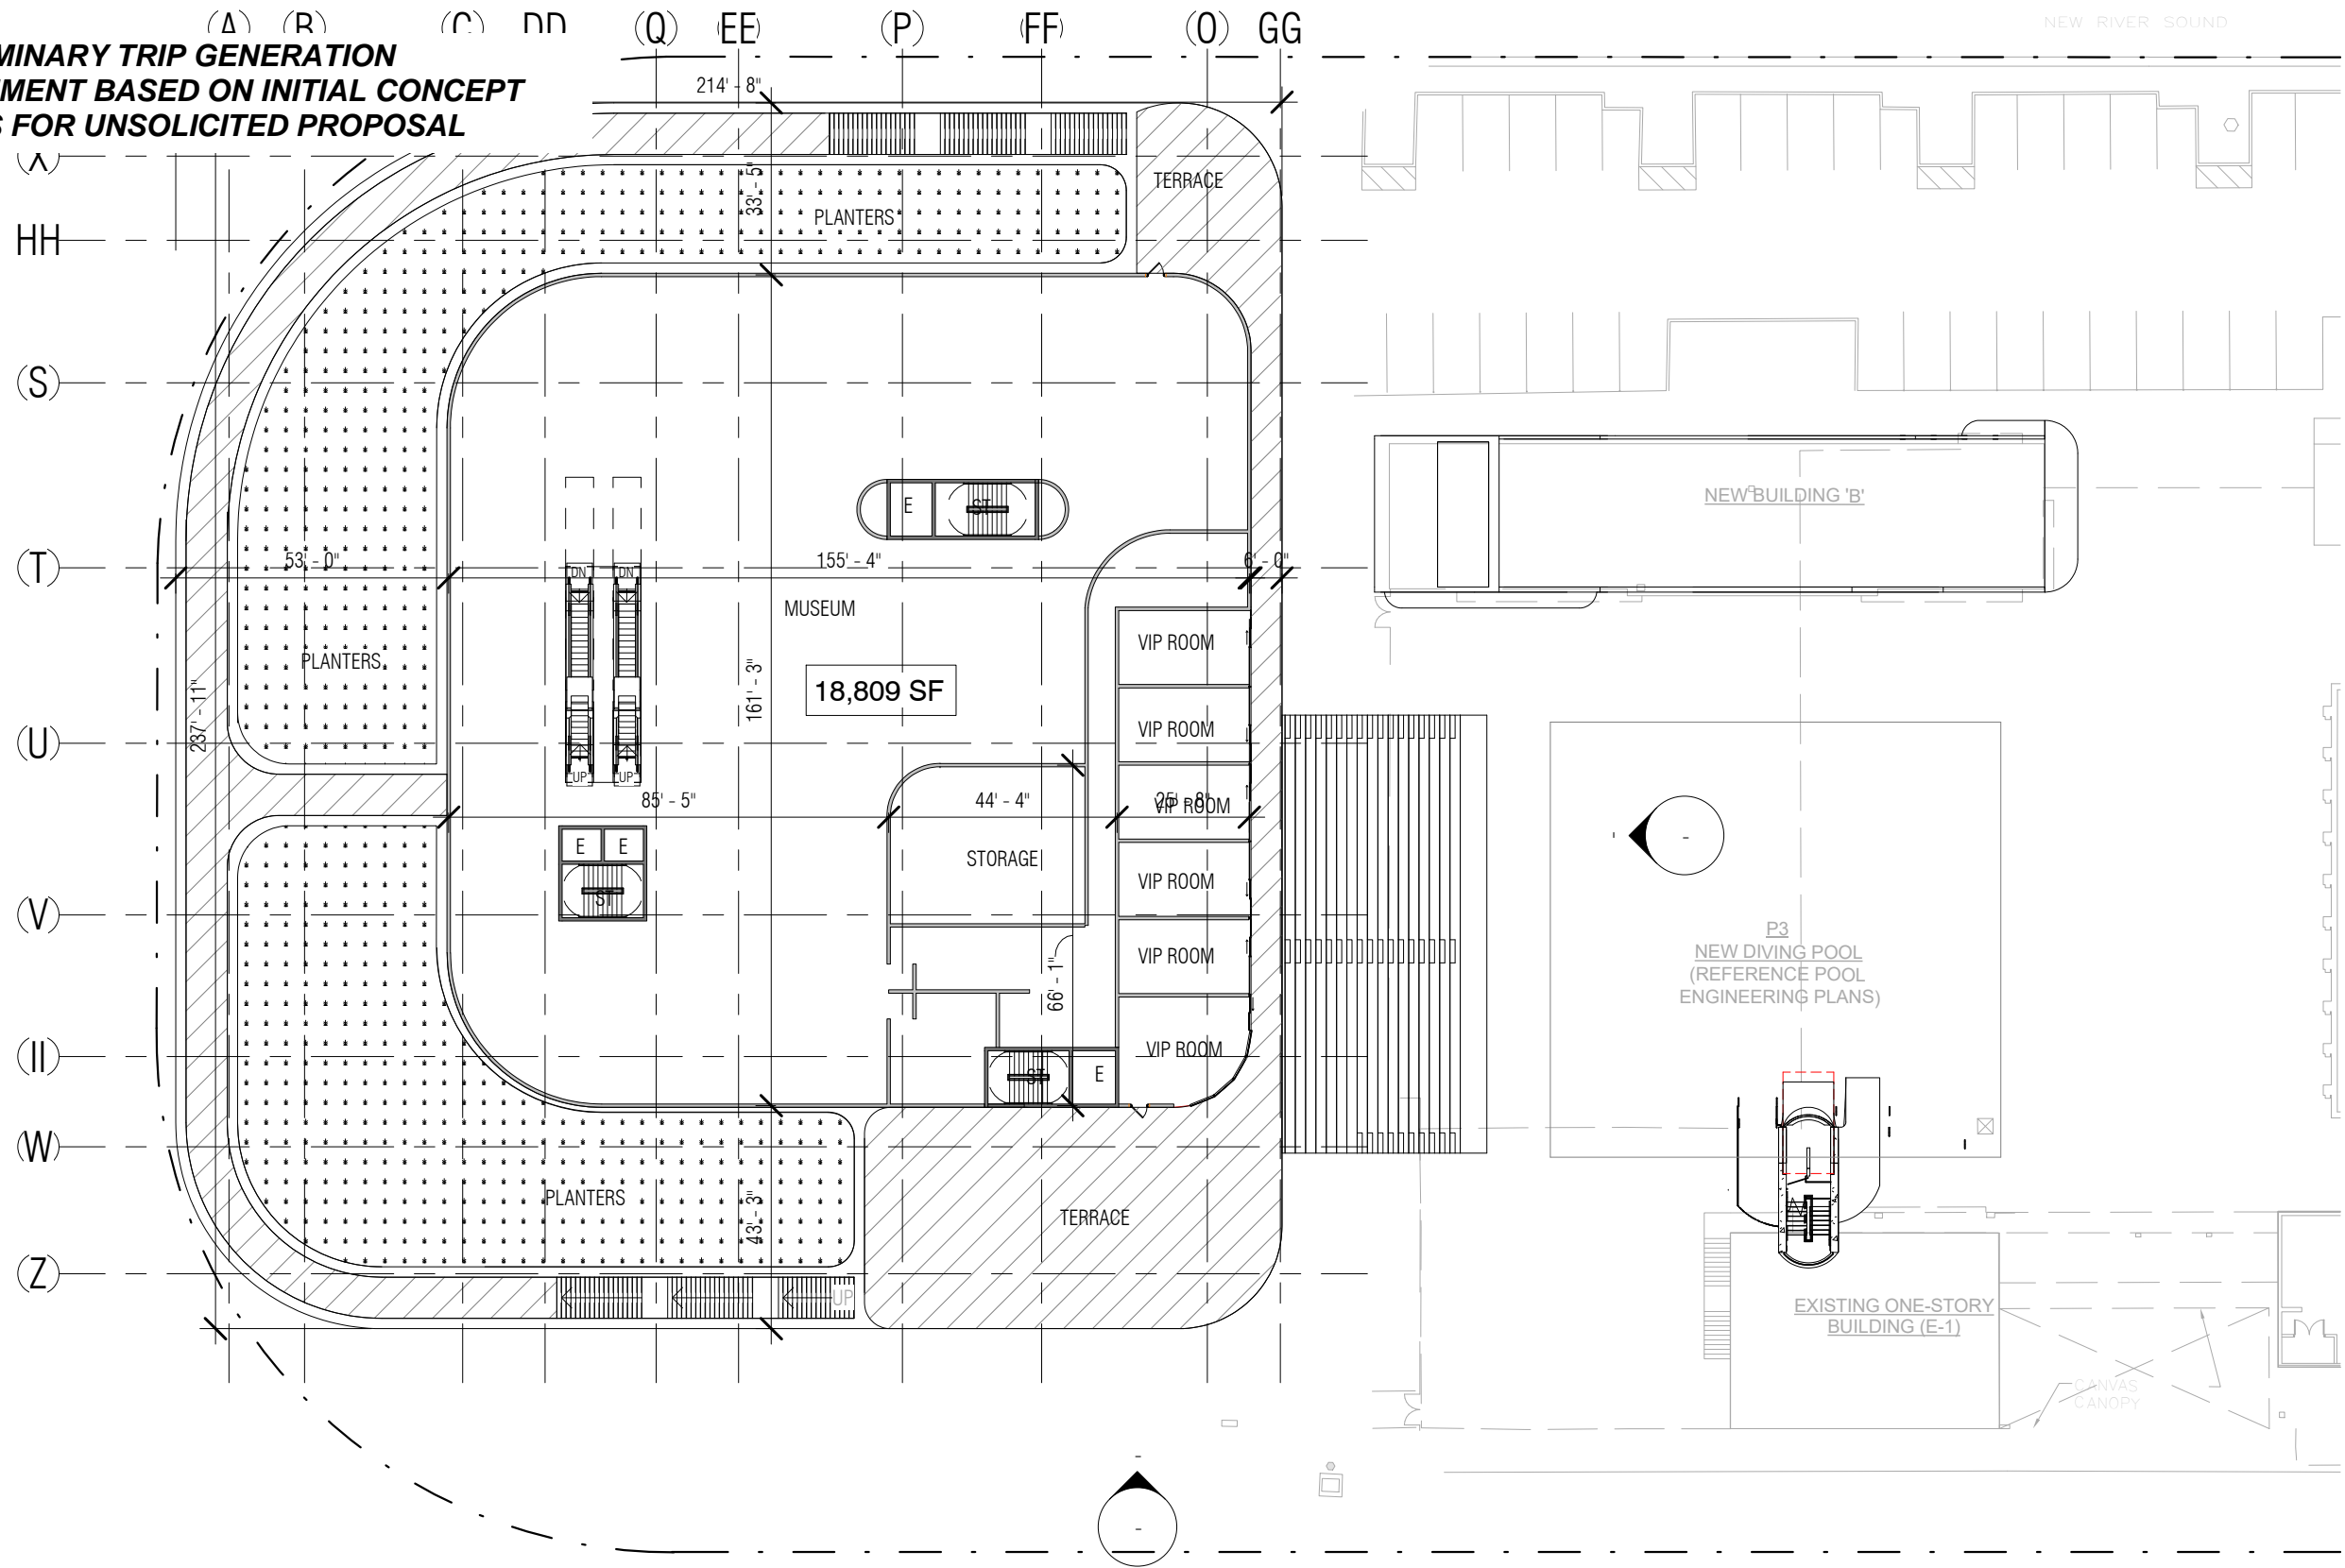 (A) (B) (C) DD (Q) EE (P) (FF) (O) GG
NEW RIVER SOUND
MINARY TRIP GENERATION
MENT BASED ON INITIAL CONCEPT
S FOR UNSOLICITED PROPOSAL
214' - 8"
(X)
TERRACE
33' - 5"
PLANTERS
HH
(S)
NEW BUILDING 'B'
E ST
(T)
53' - 0"
155' - 4"
6' - 0"
DN DN
MUSEUM
VIP ROOM
PLANTERS
161' - 3"
18,809 SF
237' - 11"
VIP ROOM
(U)
UP UP
85' - 5"
44' - 4"
25' - 8"
VIP ROOM
E E
STORAGE
VIP ROOM
ST
(V)
P3
NEW DIVING POOL
(REFERENCE POOL
ENGINEERING PLANS)
VIP ROOM
66' - 1"
(II)
VIP ROOM
ST E
(W)
PLANTERS
43' - 3"
TERRACE
(Z)
UP
EXISTING ONE-STORY
BUILDING (E-1)
CANVAS
CANOPY